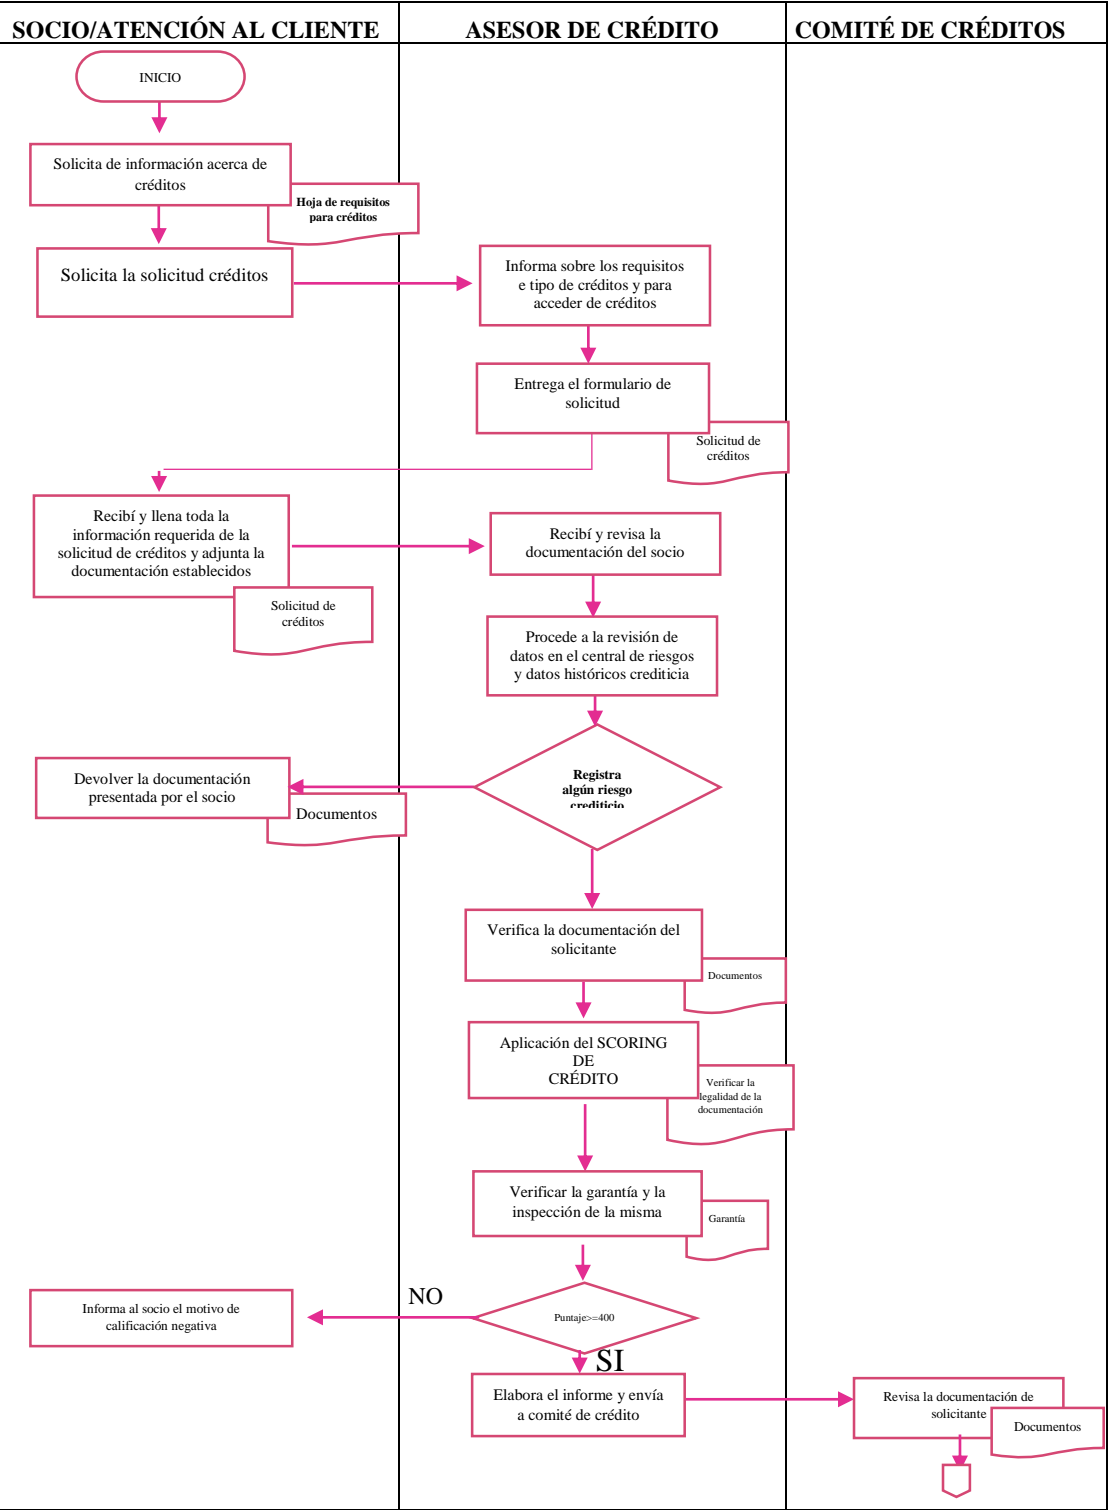 SOCIO/ATENCIÓN AL CLIENTE
ASESOR DE CRÉDITO
COMITÉ DE CRÉDITOS
INICIO
Solicita de información acerca de
créditos
Hoja de requisitos
para créditos
Solicita la solicitud créditos
Informa sobre los requisitos
e tipo de créditos y para
acceder de créditos
Entrega el formulario de
solicitud
Solicitud de
créditos
Recibí y llena toda la
información requerida de la
solicitud de créditos y adjunta la
documentación establecidos
Solicitud de
créditos
Recibí y revisa la
documentación del socio
Procede a la revisión de
datos en el central de riesgos
y datos históricos crediticia
Registra
algún riesgo
crediticio
Devolver la documentación
presentada por el socio
Documentos
Verifica la documentación del
solicitante
Documentos
Aplicación del SCORING
DE
CRÉDITO
Verificar la
legalidad de la
documentación
Verificar la garantía y la
inspección de la misma
Garantía
NO
Puntaje>=400
SI
Informa al socio el motivo de
calificación negativa
Elabora el informe y envía
a comité de crédito
Revisa la documentación de
solicitante
Documentos